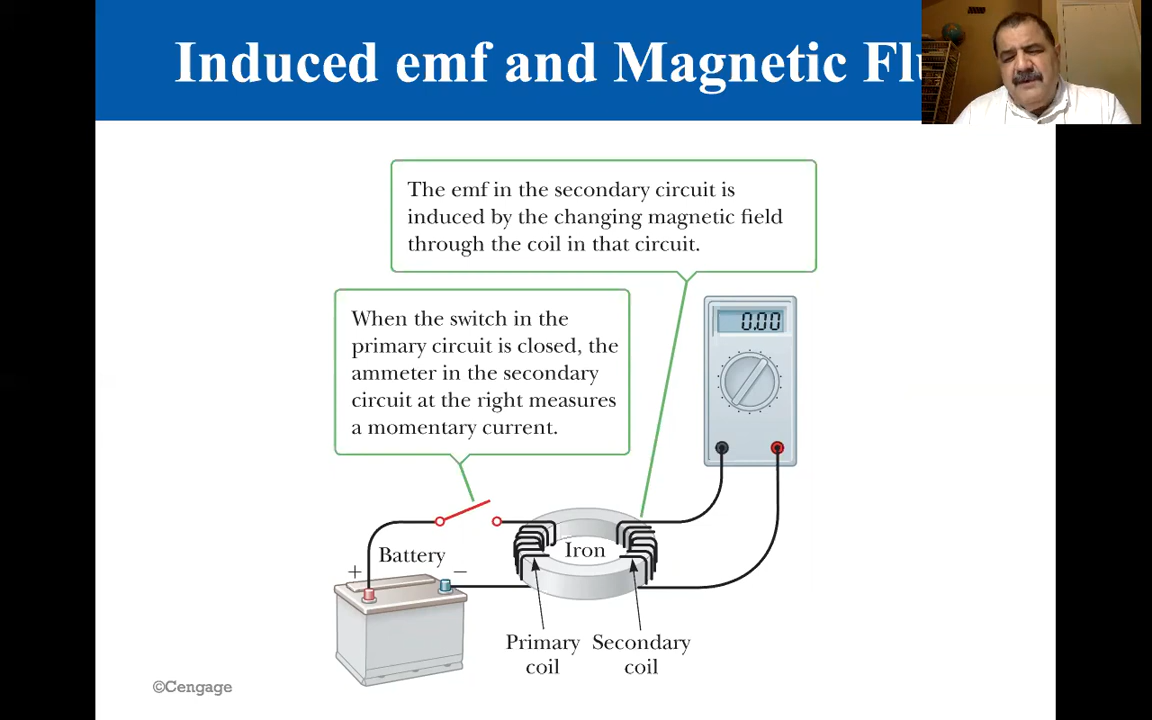 Induced emf and Magnetic
The emf in the secondary circuit is
induced by the changing magnetic field
through the coil in that circuit.
When the switch in the
primary circuit is closed, the
ammeter in the secondary
circuit at the right measures
a momentary current.
0.00
Iron
Battery
+ −
Primary
coil
Secondary
coil
©Cengage